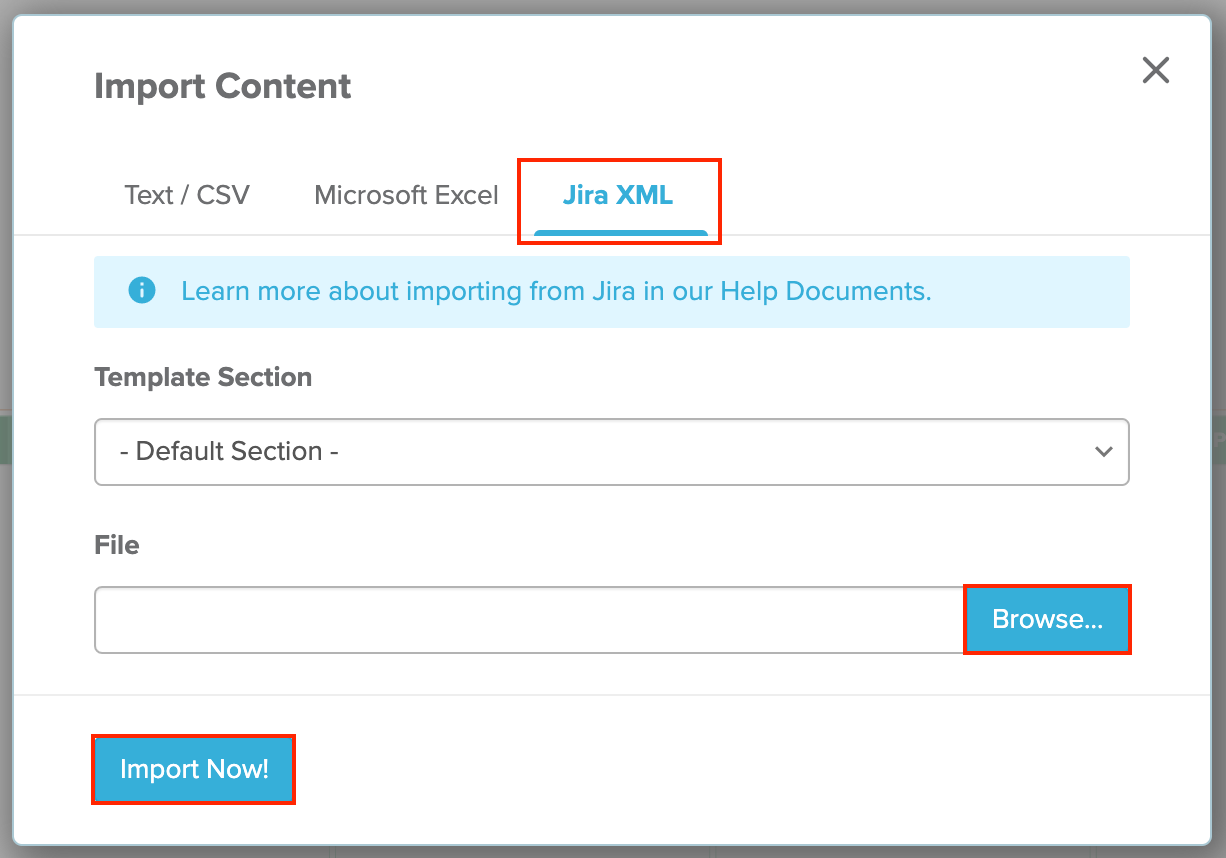 Import Content
Text / CSV
Microsoft Excel
Jira XML
Learn more about importing from Jira in our Help Documents.
Template Section
- Default Section -
File
Browse...
Import Now!